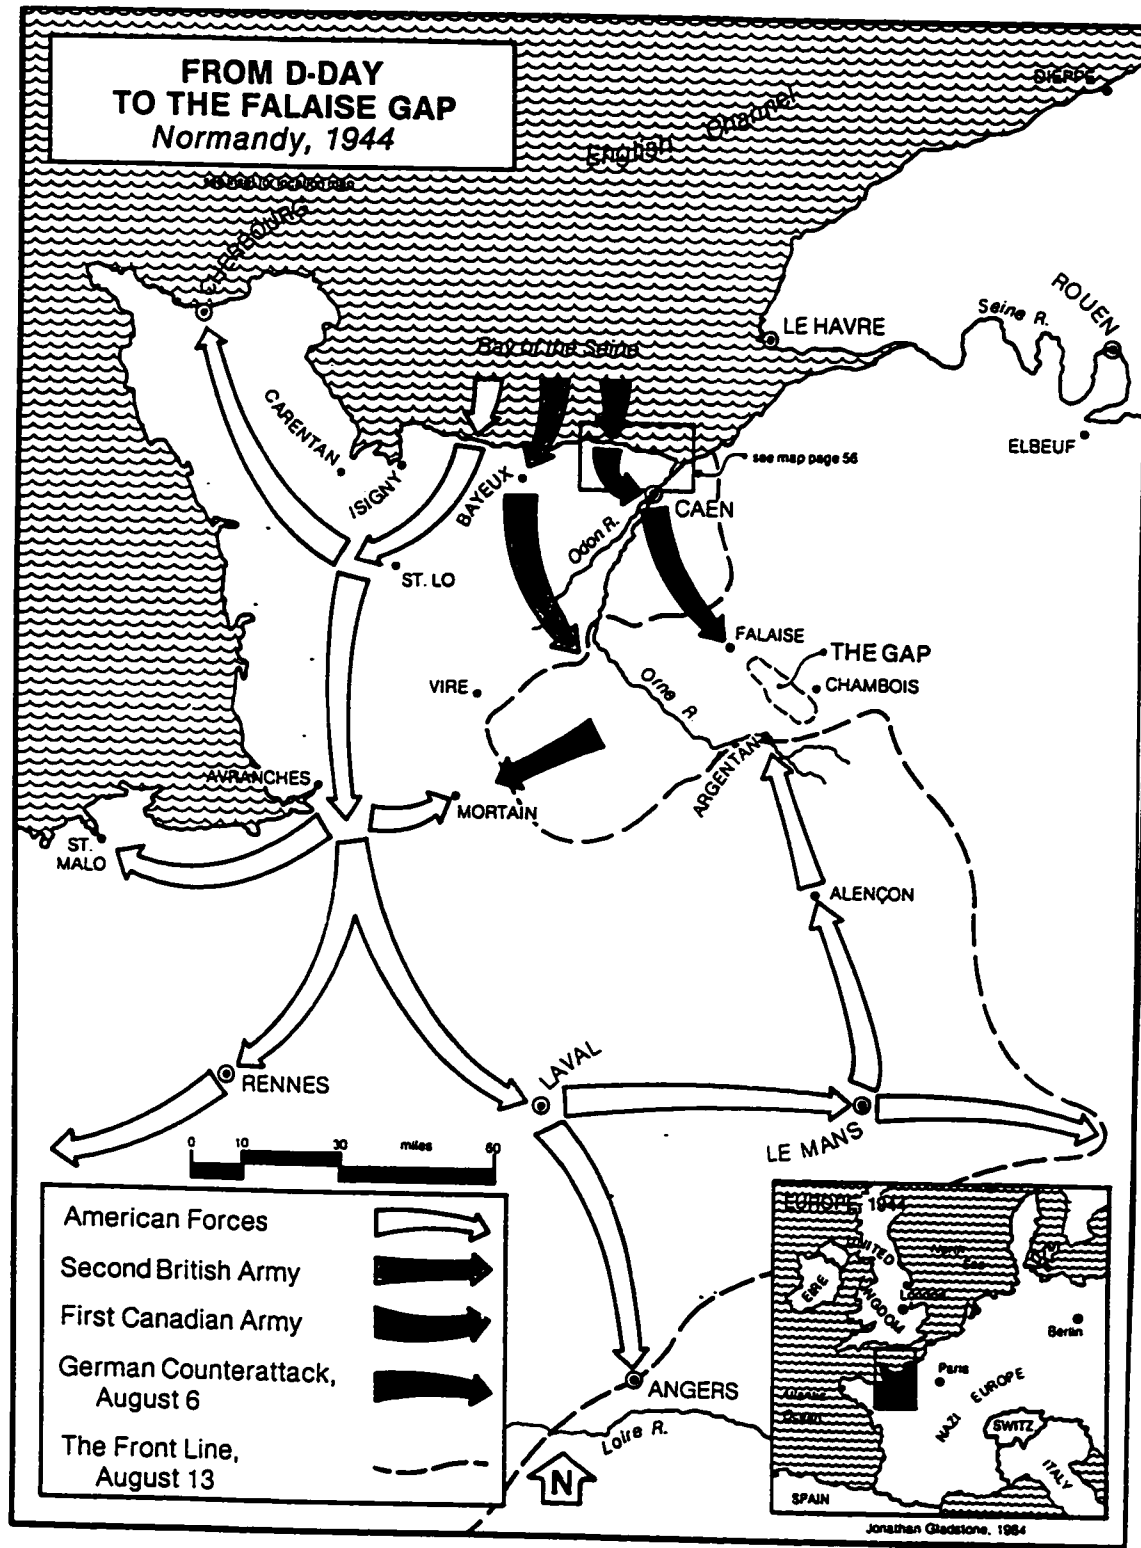 FROM D-DAY
TO THE FALAISE GAP
Normandy, 1944
English Channel
DIEPPE
CHERBOURG
Bay of the Seine
LE HAVRE
Seine R.
ROUEN
ELBEUF
CARENTAN
ISIGNY
BAYEUX
see map page 56
CAEN
Odon R.
ST. LO
FALAISE
THE GAP
CHAMBOIS
VIRE
Orne R.
ARGENTAN
AVRANCHES
MORTAIN
ST.
MALO
ALENÇON
RENNES
LAVAL
LE MANS
0 10 30 miles 60
American Forces
Second British Army
First Canadian Army
German Counterattack,
August 6
The Front Line,
August 13
ANGERS
Loire R.
N
EUROPE, 1944
UNITED
KINGDOM
EIRE
North
Sea
London
Berlin
Paris
NAZI EUROPE
Atlantic
Ocean
SWITZ
ITALY
SPAIN
Jonathan Gladstone, 1984